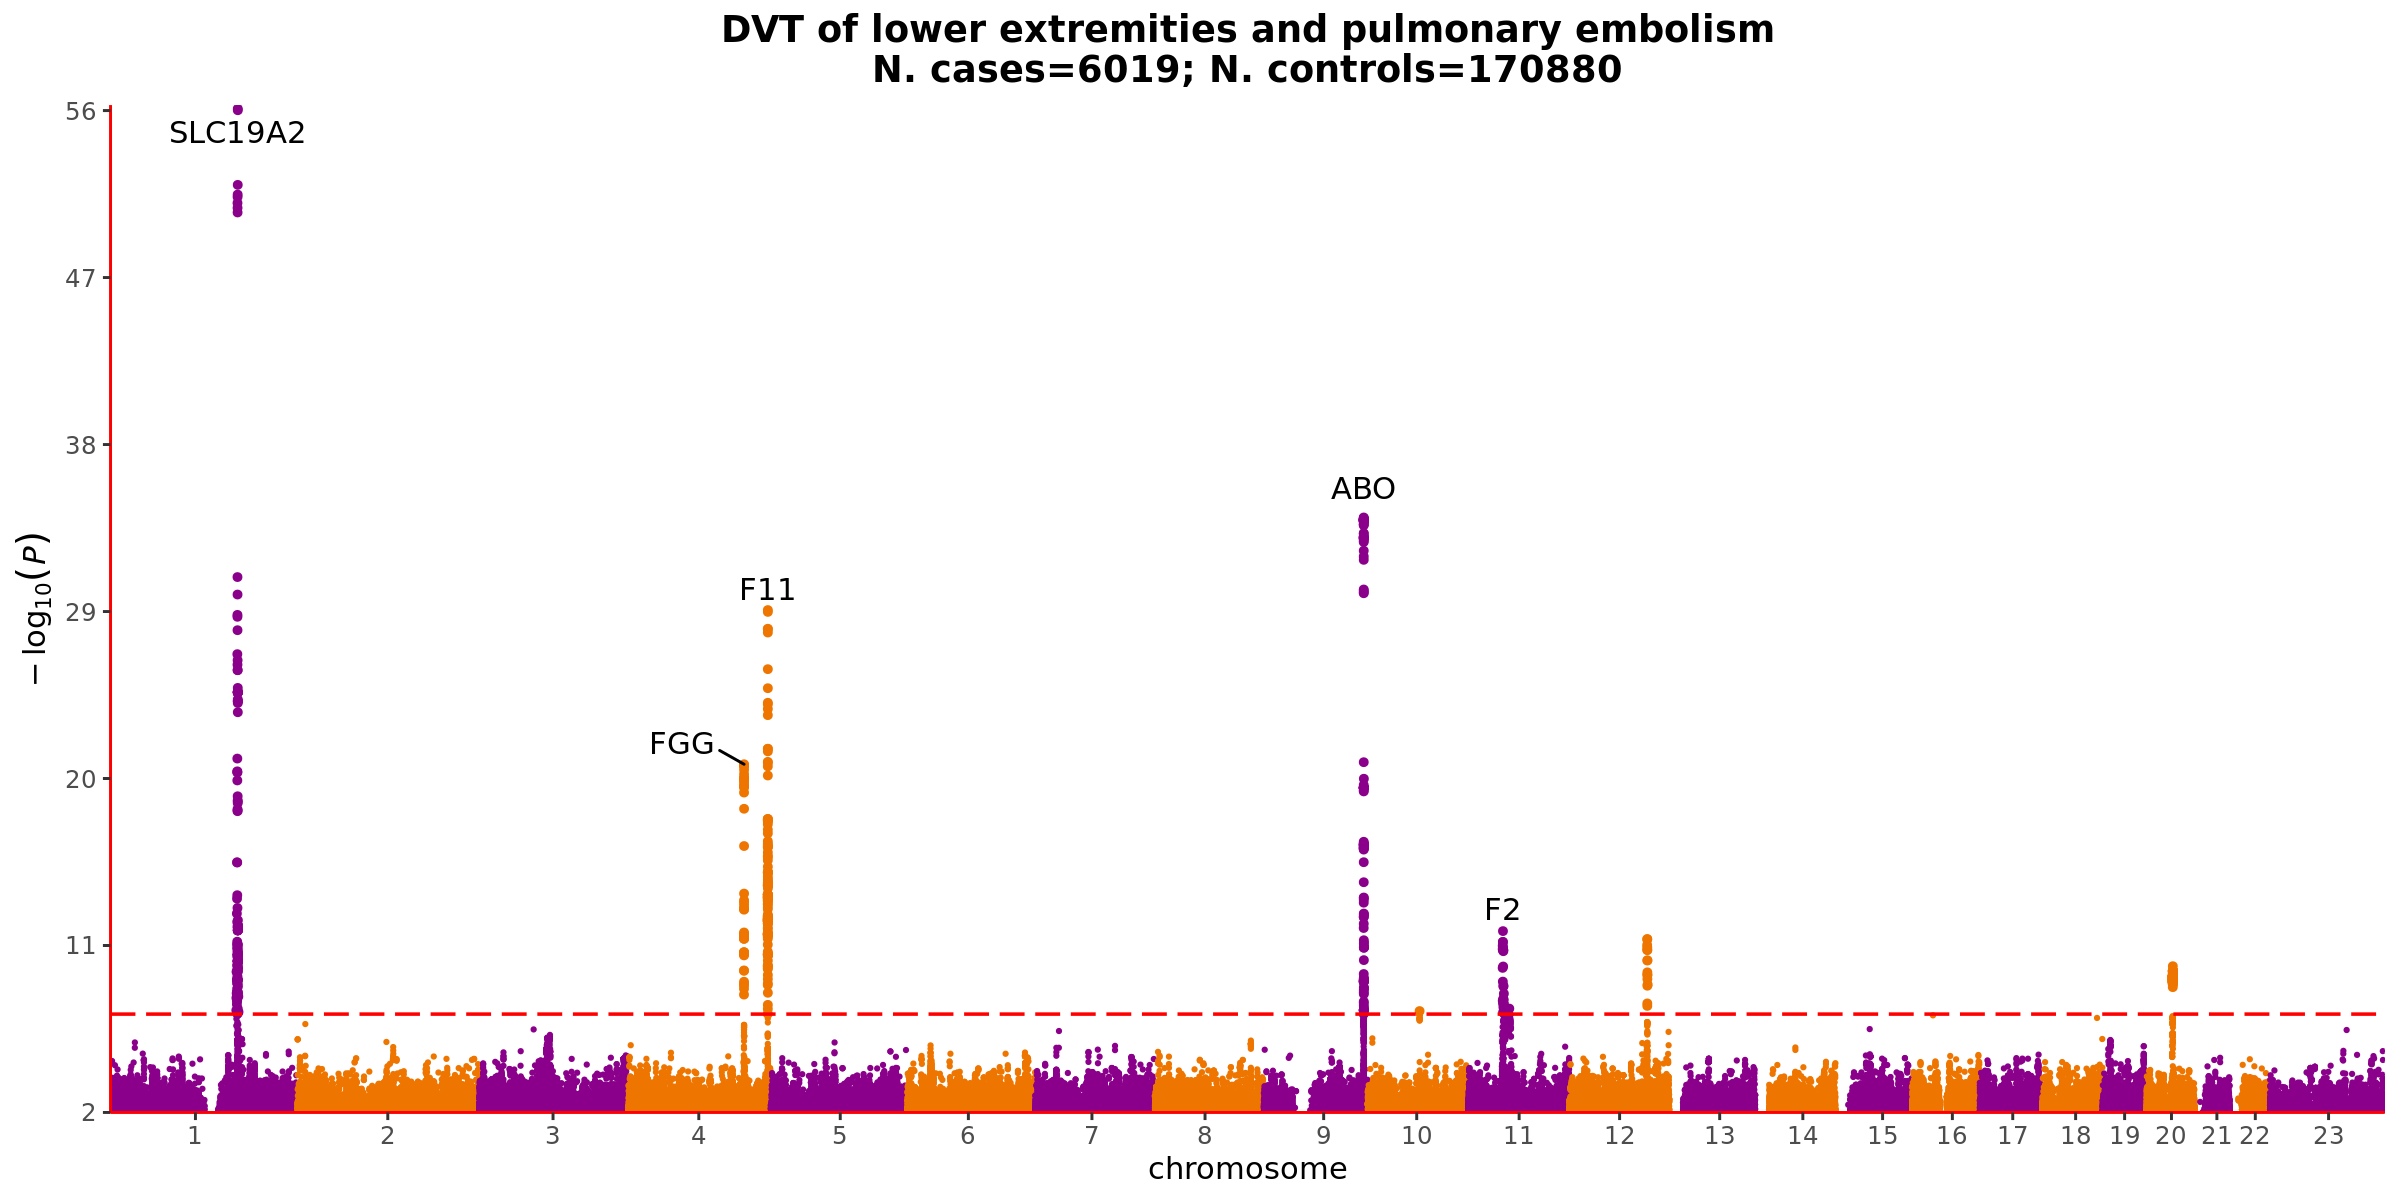 DVT of lower extremities and pulmonary embolism
N. cases=6019; N. controls=170880
56
SLC19A2
47
38
ABO
29
F11
FGG
20
F2
11
2
−log10(P)
1 2 3 4 5 6 7 8 9 10 11 12 13 14 15 16 17 18 19 20 21 22 23
chromosome